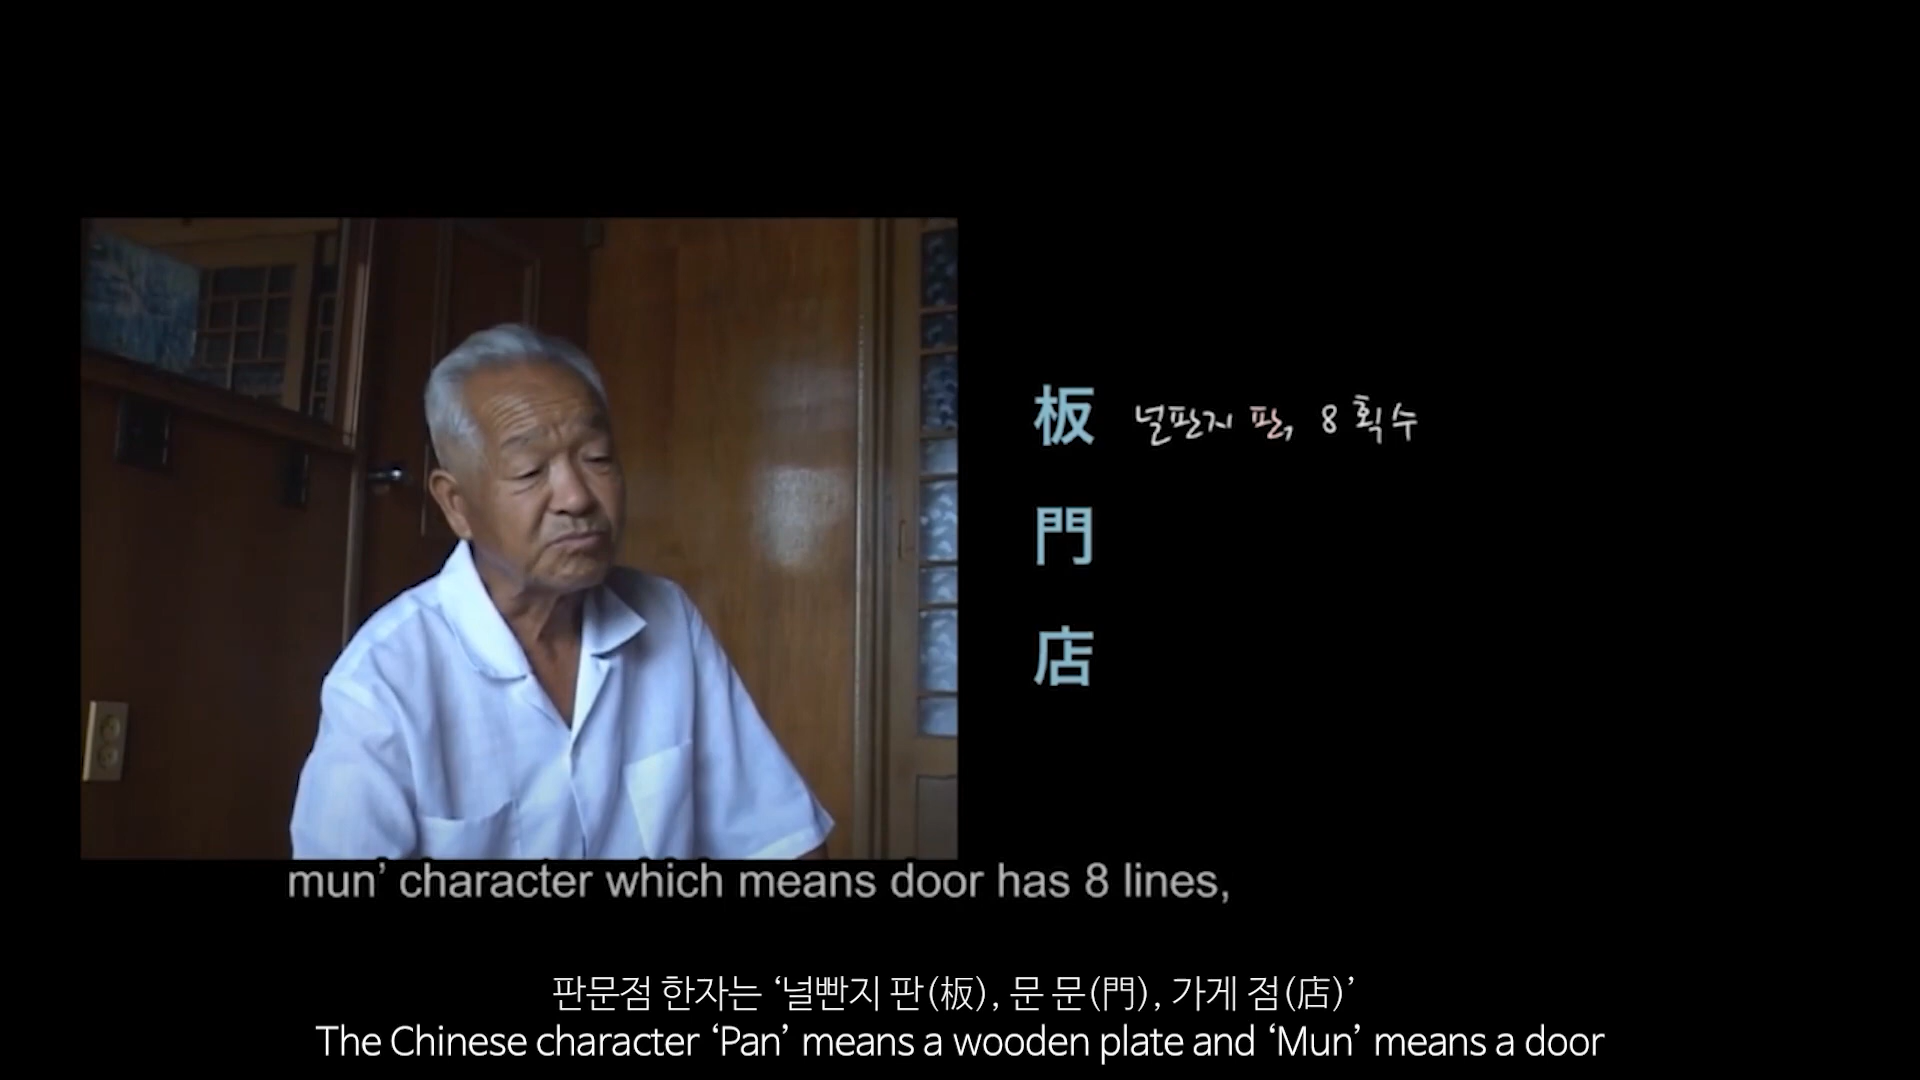 板 널판지 판, 8 획수
門
店
mun’ character which means door has 8 lines,
판문점 한자는 ‘널빤지 판(板), 문 문(門), 가게 점(店)’
The Chinese character ‘Pan’ means a wooden plate and ‘Mun’ means a door